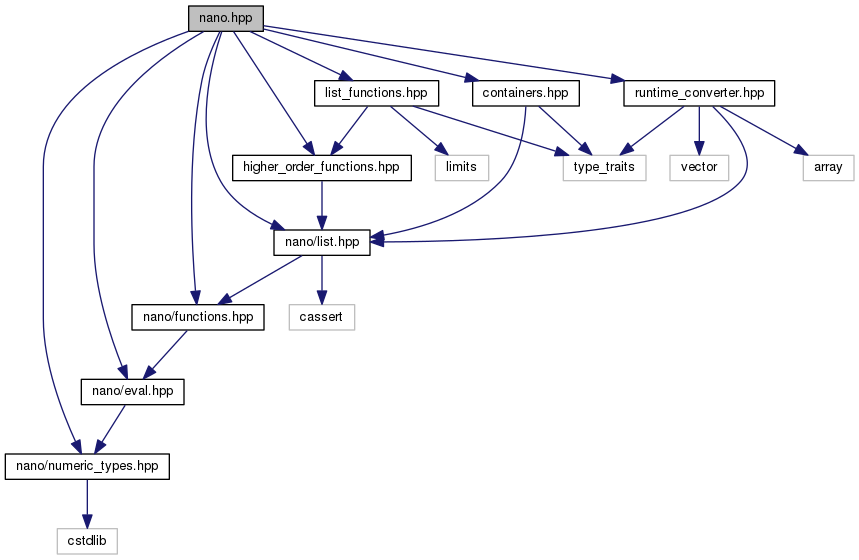 nano.hpp
list_functions.hpp
containers.hpp
runtime_converter.hpp
higher_order_functions.hpp
limits
type_traits
vector
array
nano/list.hpp
nano/functions.hpp
cassert
nano/eval.hpp
nano/numeric_types.hpp
cstdlib